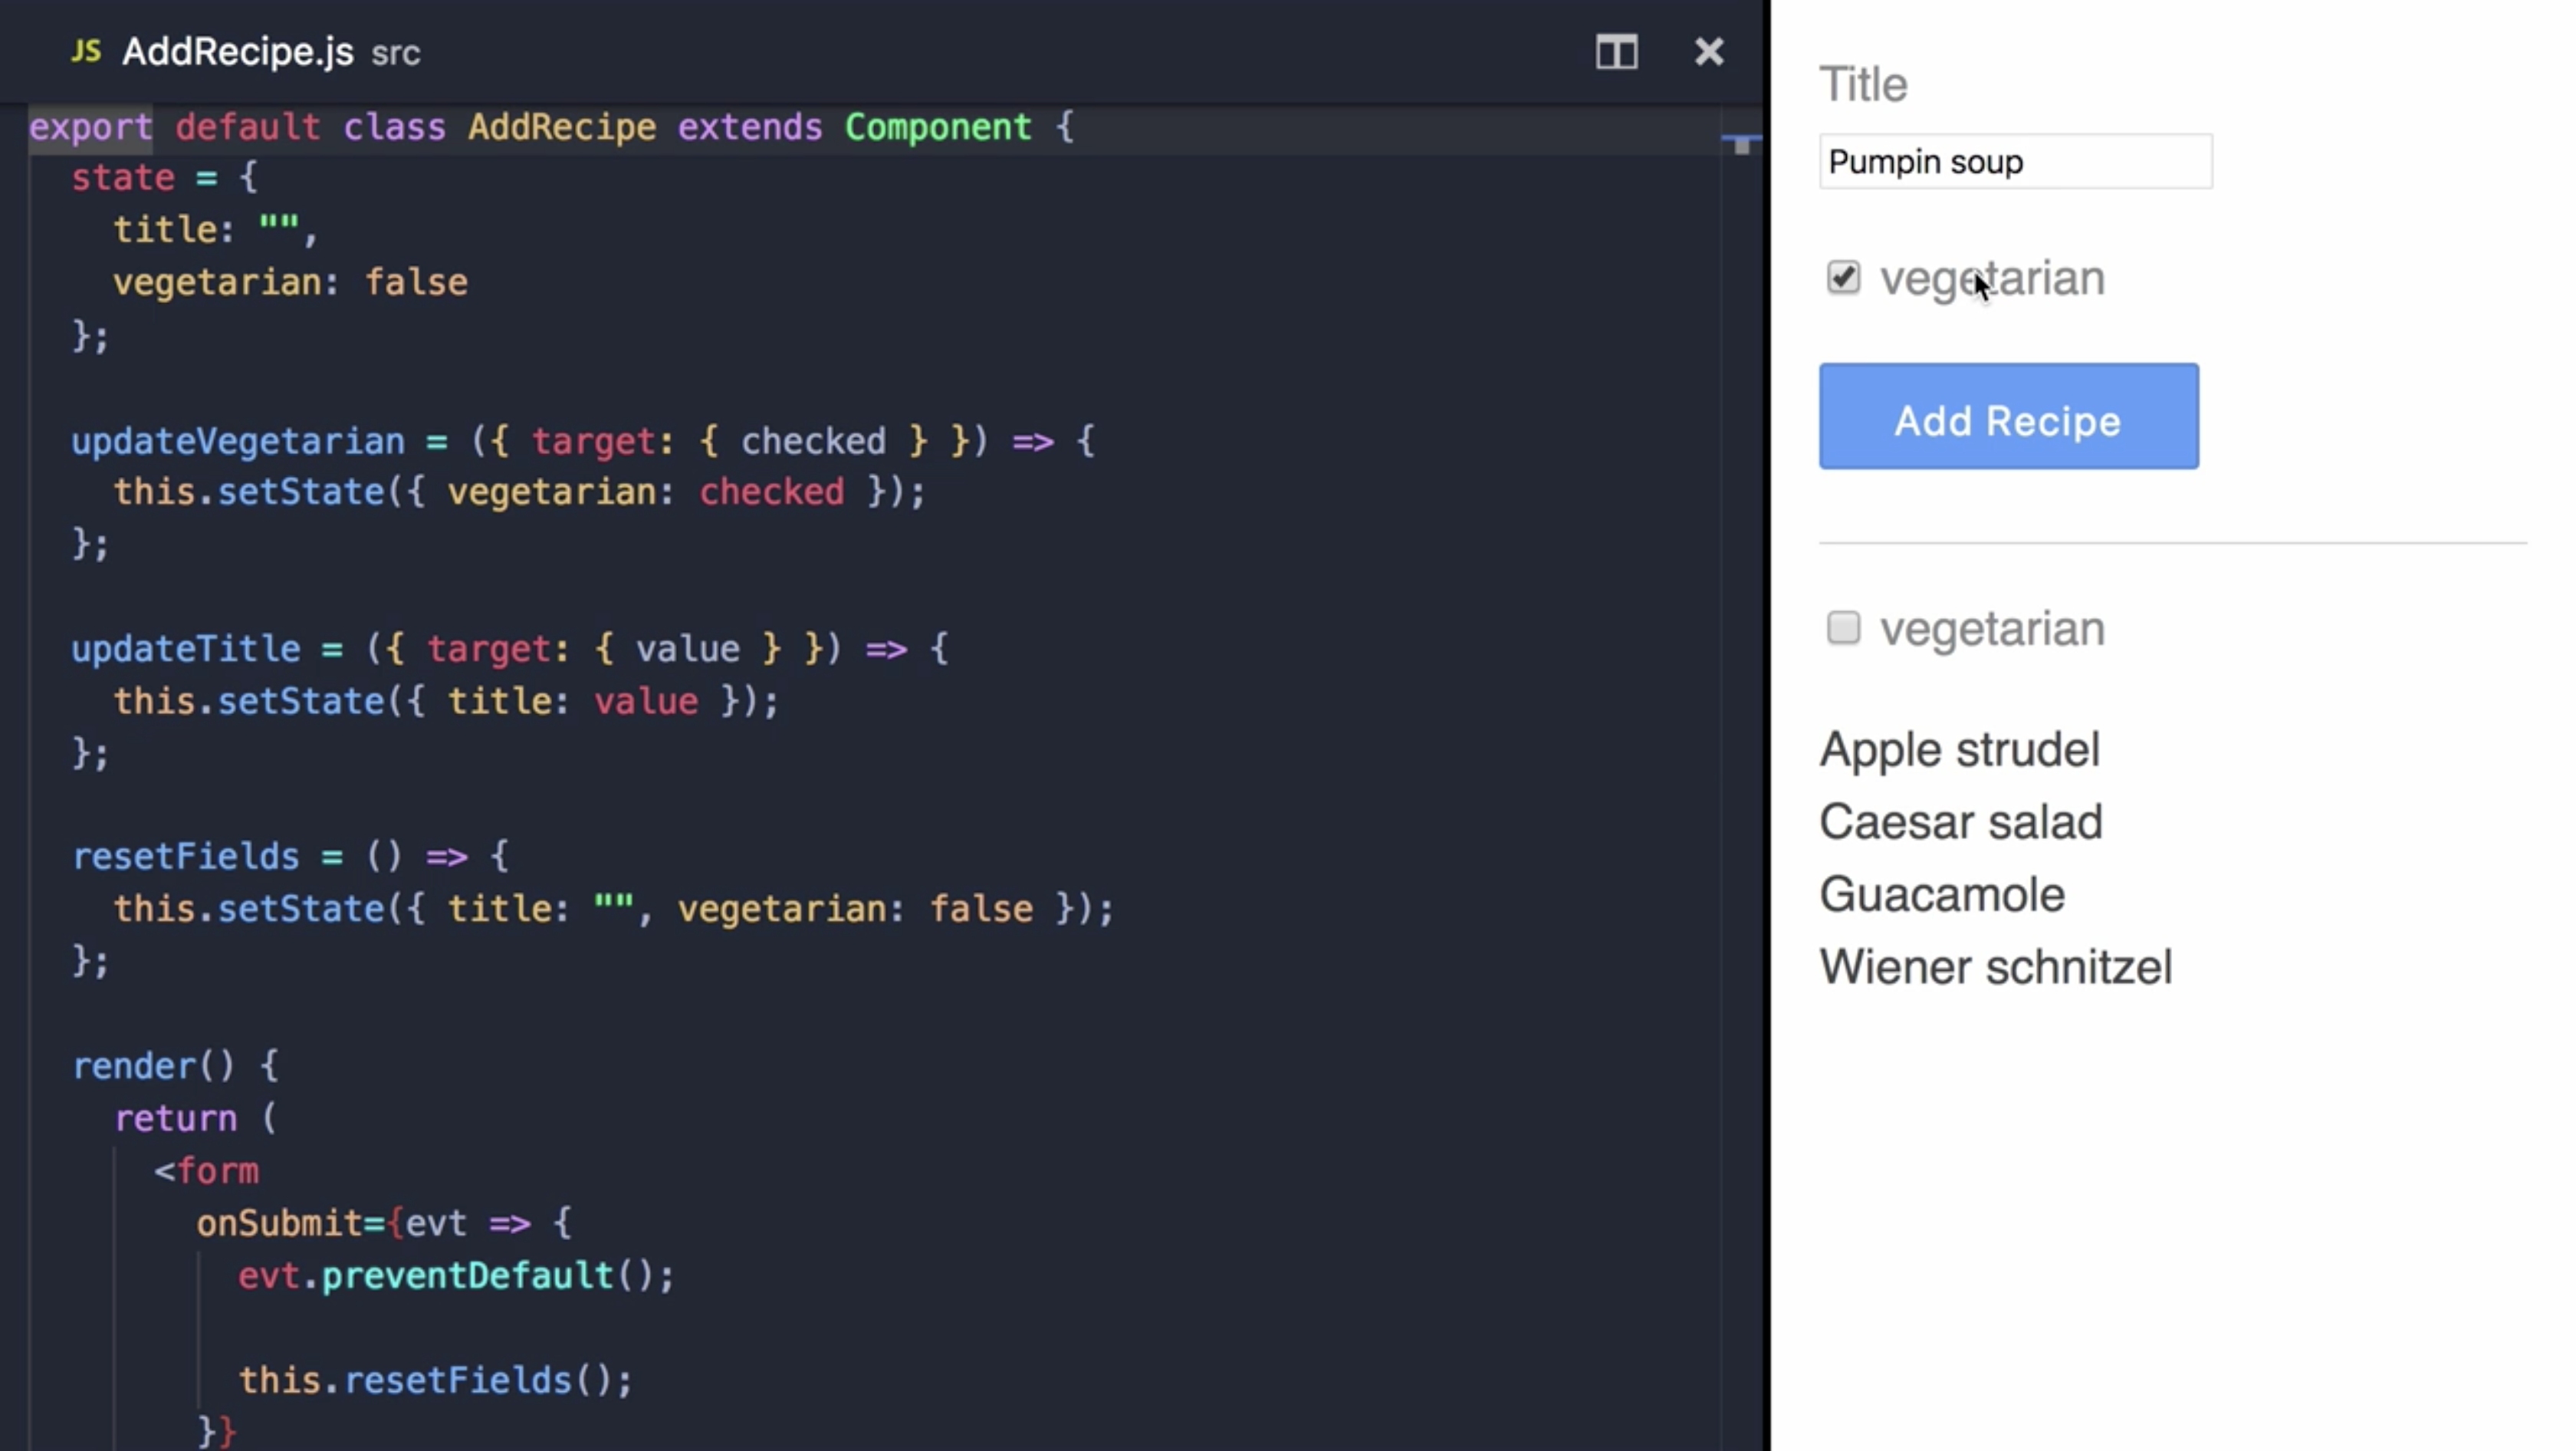 JS AddRecipe.js src
export default class AddRecipe extends Component {
state = {
title: "",
vegetarian: false
};
updateVegetarian = ({ target: { checked } }) => {
this.setState({ vegetarian: checked });
};
updateTitle = ({ target: { value } }) => {
this.setState({ title: value });
};
resetFields = () => {
this.setState({ title: "", vegetarian: false });
};
render() {
return (
<form
onSubmit={evt => {
evt.preventDefault();
this.resetFields();
}}
Title
Pumpin soup
vegetarian
Add Recipe
vegetarian
Apple strudel
Caesar salad
Guacamole
Wiener schnitzel